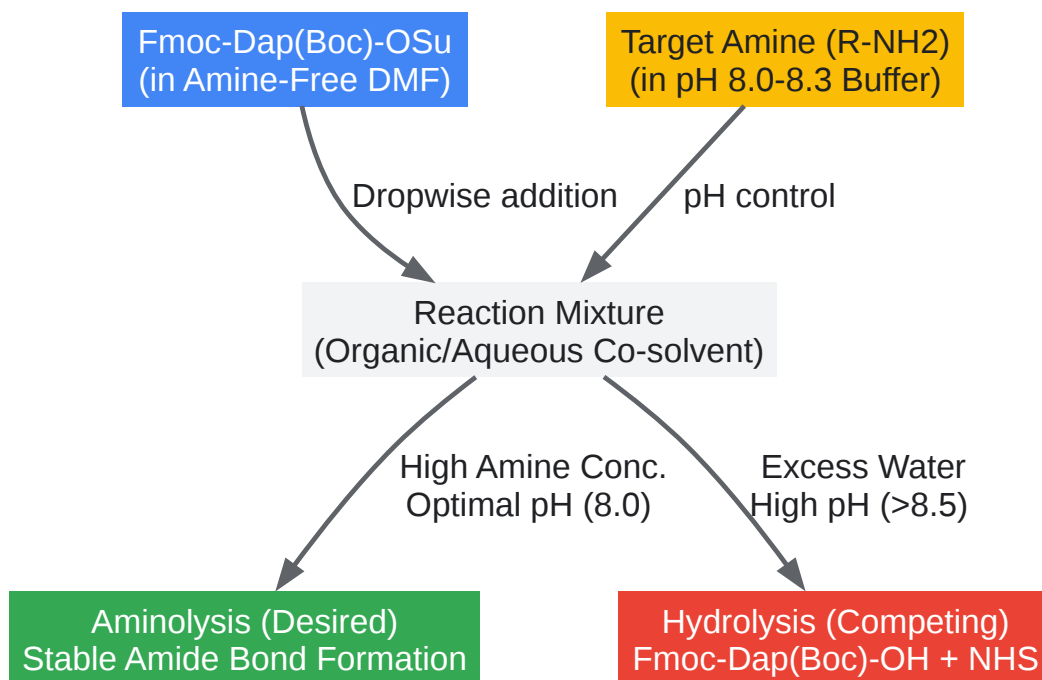 Fmoc-Dap(Boc)-OSu
(in Amine-Free DMF)
Target Amine (R-NH2)
(in pH 8.0-8.3 Buffer)
Dropwise addition
pH control
Reaction Mixture
(Organic/Aqueous Co-solvent)
High Amine Conc.
Optimal pH (8.0)
Excess Water
High pH (>8.5)
Aminolysis (Desired)
Stable Amide Bond Formation
Hydrolysis (Competing)
Fmoc-Dap(Boc)-OH + NHS